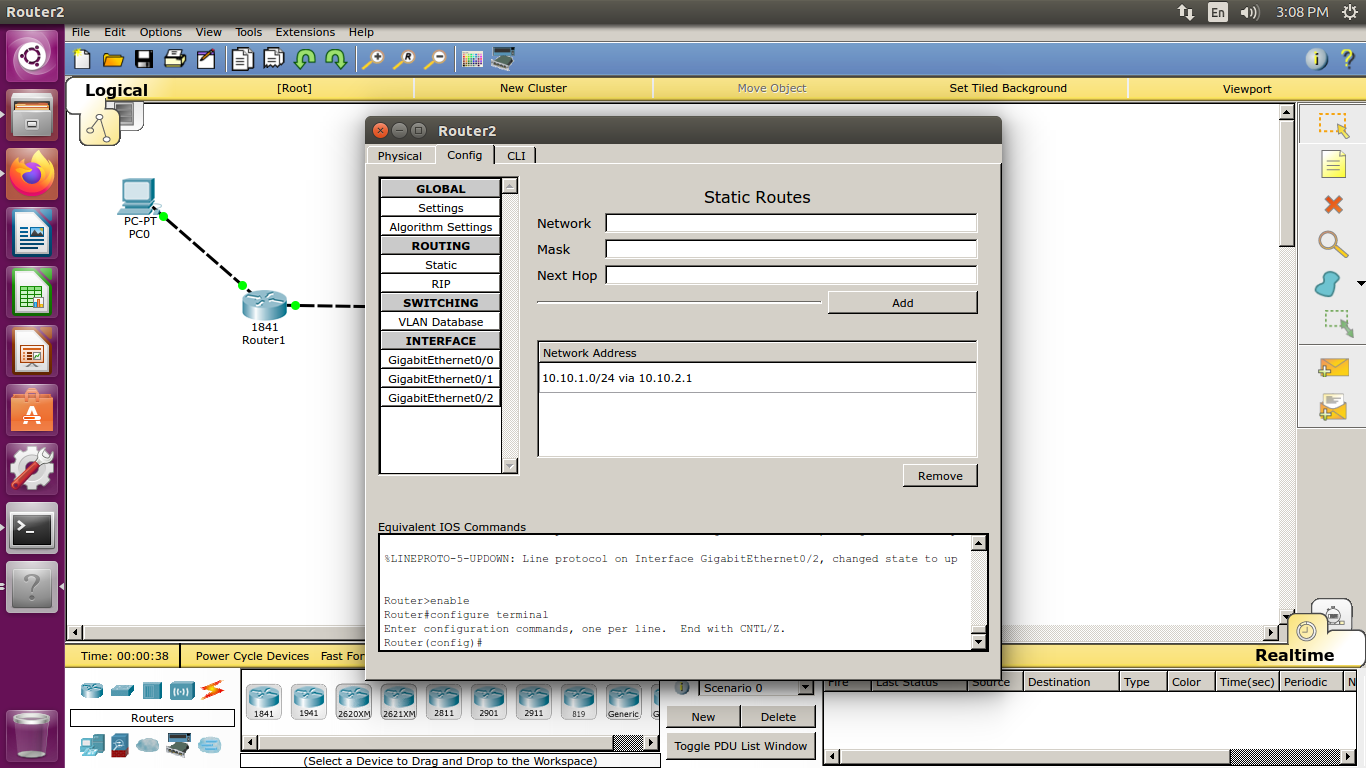 Router2
En
3:08 PM
File Edit Options View Tools Extensions Help
Logical
[Root]
New Cluster
Move Object
Set Tiled Background
Viewport
PC-PT
PC0
1841
Router1
Router2
Physical Config CLI
GLOBAL
Settings
Algorithm Settings
ROUTING
Static
RIP
SWITCHING
VLAN Database
INTERFACE
GigabitEthernet0/0
GigabitEthernet0/1
GigabitEthernet0/2
Static Routes
Network
Mask
Next Hop
Add
Network Address
10.10.1.0/24 via 10.10.2.1
Remove
Equivalent IOS Commands
%LINEPROTO-5-UPDOWN: Line protocol on Interface GigabitEthernet0/2, changed state to up
Router>enable
Router#configure terminal
Enter configuration commands, one per line.  End with CNTL/Z.
Router(config)#
Time: 00:00:38
Power Cycle Devices Fast For
Realtime
Routers
1841 1941 2620XM 2621XM 2811 2901 2911 819 Generic G
(Select a Device to Drag and Drop to the Workspace)
Scenario 0
New Delete
Toggle PDU List Window
Fire Last Status Source Destination Type Color Time(sec) Periodic N